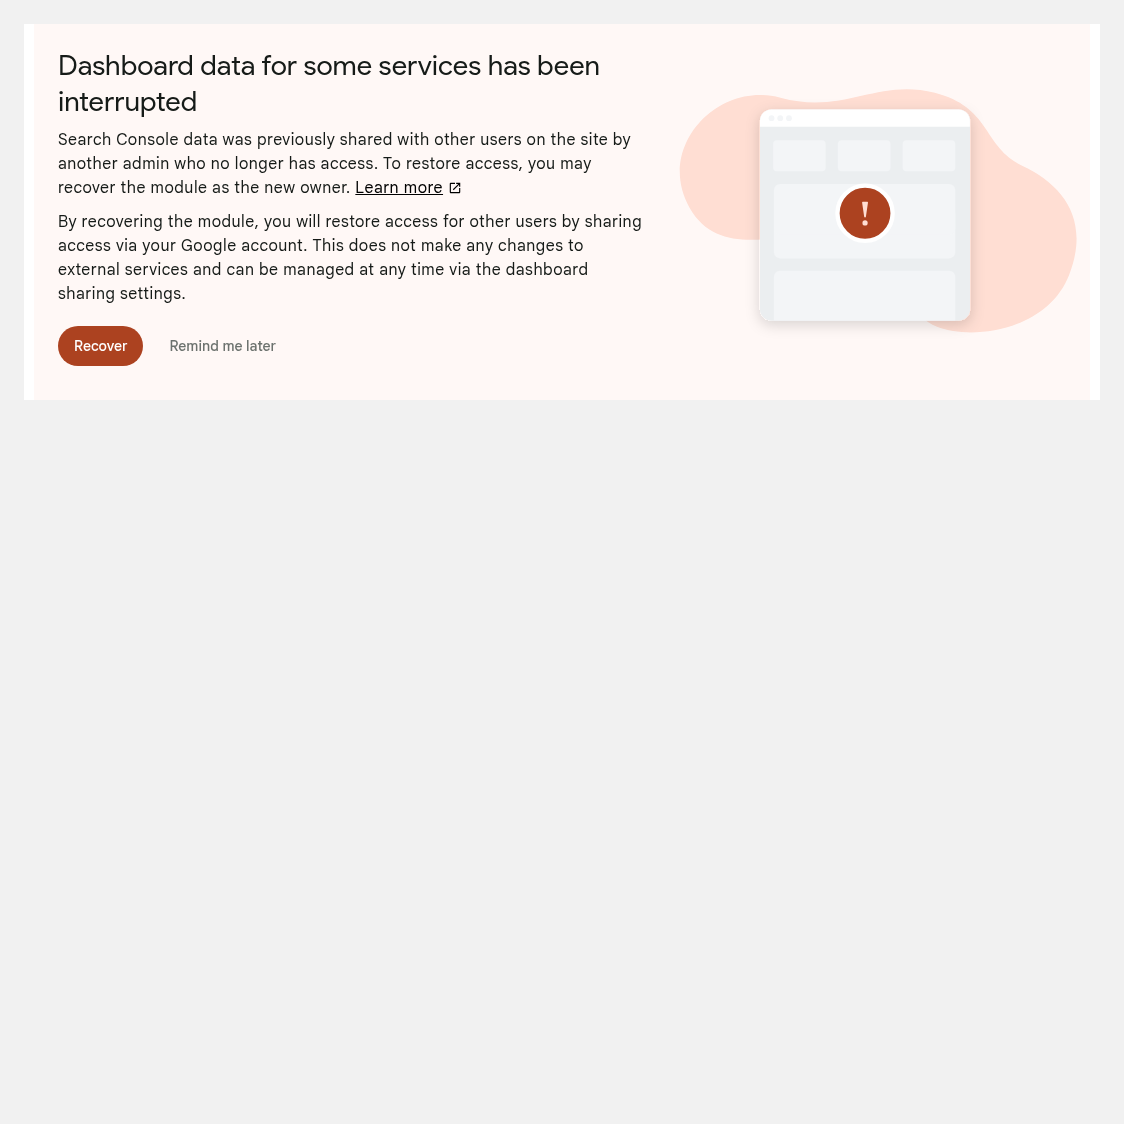 Dashboard data for some services has been
interrupted
Search Console data was previously shared with other users on the site by
another admin who no longer has access. To restore access, you may
recover the module as the new owner. Learn more
By recovering the module, you will restore access for other users by sharing
access via your Google account. This does not make any changes to
external services and can be managed at any time via the dashboard
sharing settings.
!
Recover Remind me later